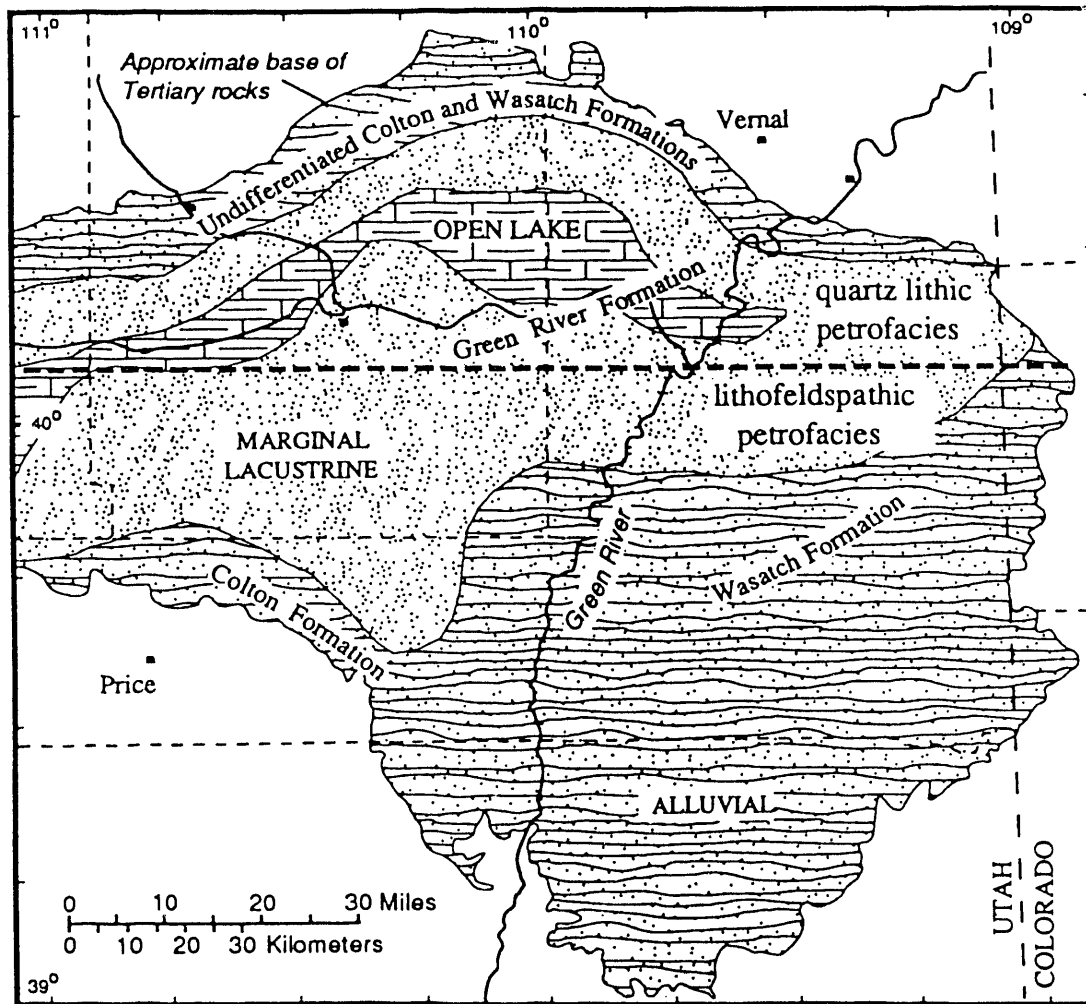 111°
110°
109°
Approximate base of
Tertiary rocks
Undifferentiated Colton and Wasatch Formations
Vernal
OPEN LAKE
Green River Formation
quartz lithic
petrofacies
lithofeldspathic
petrofacies
40°
MARGINAL
LACUSTRINE
Green River
Wasatch Formation
Colton Formation
Price
ALLUVIAL
UTAH
COLORADO
0 10 20 30 Miles
0 10 20 30 Kilometers
39°